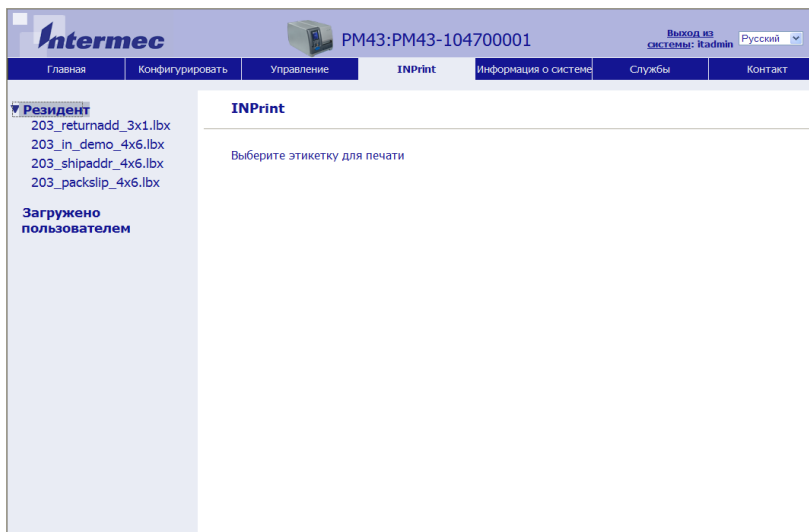 Intermec
PM43:PM43-104700001
Выход из
системы: itadmin
Русский
Главная
Конфигурировать
Управление
INPrint
Информация о системе
Службы
Контакт
Резидент
203_returnadd_3x1.lbx
203_in_demo_4x6.lbx
203_shipaddr_4x6.lbx
203_packslip_4x6.lbx
Загружено
пользователем
INPrint
Выберите этикетку для печати